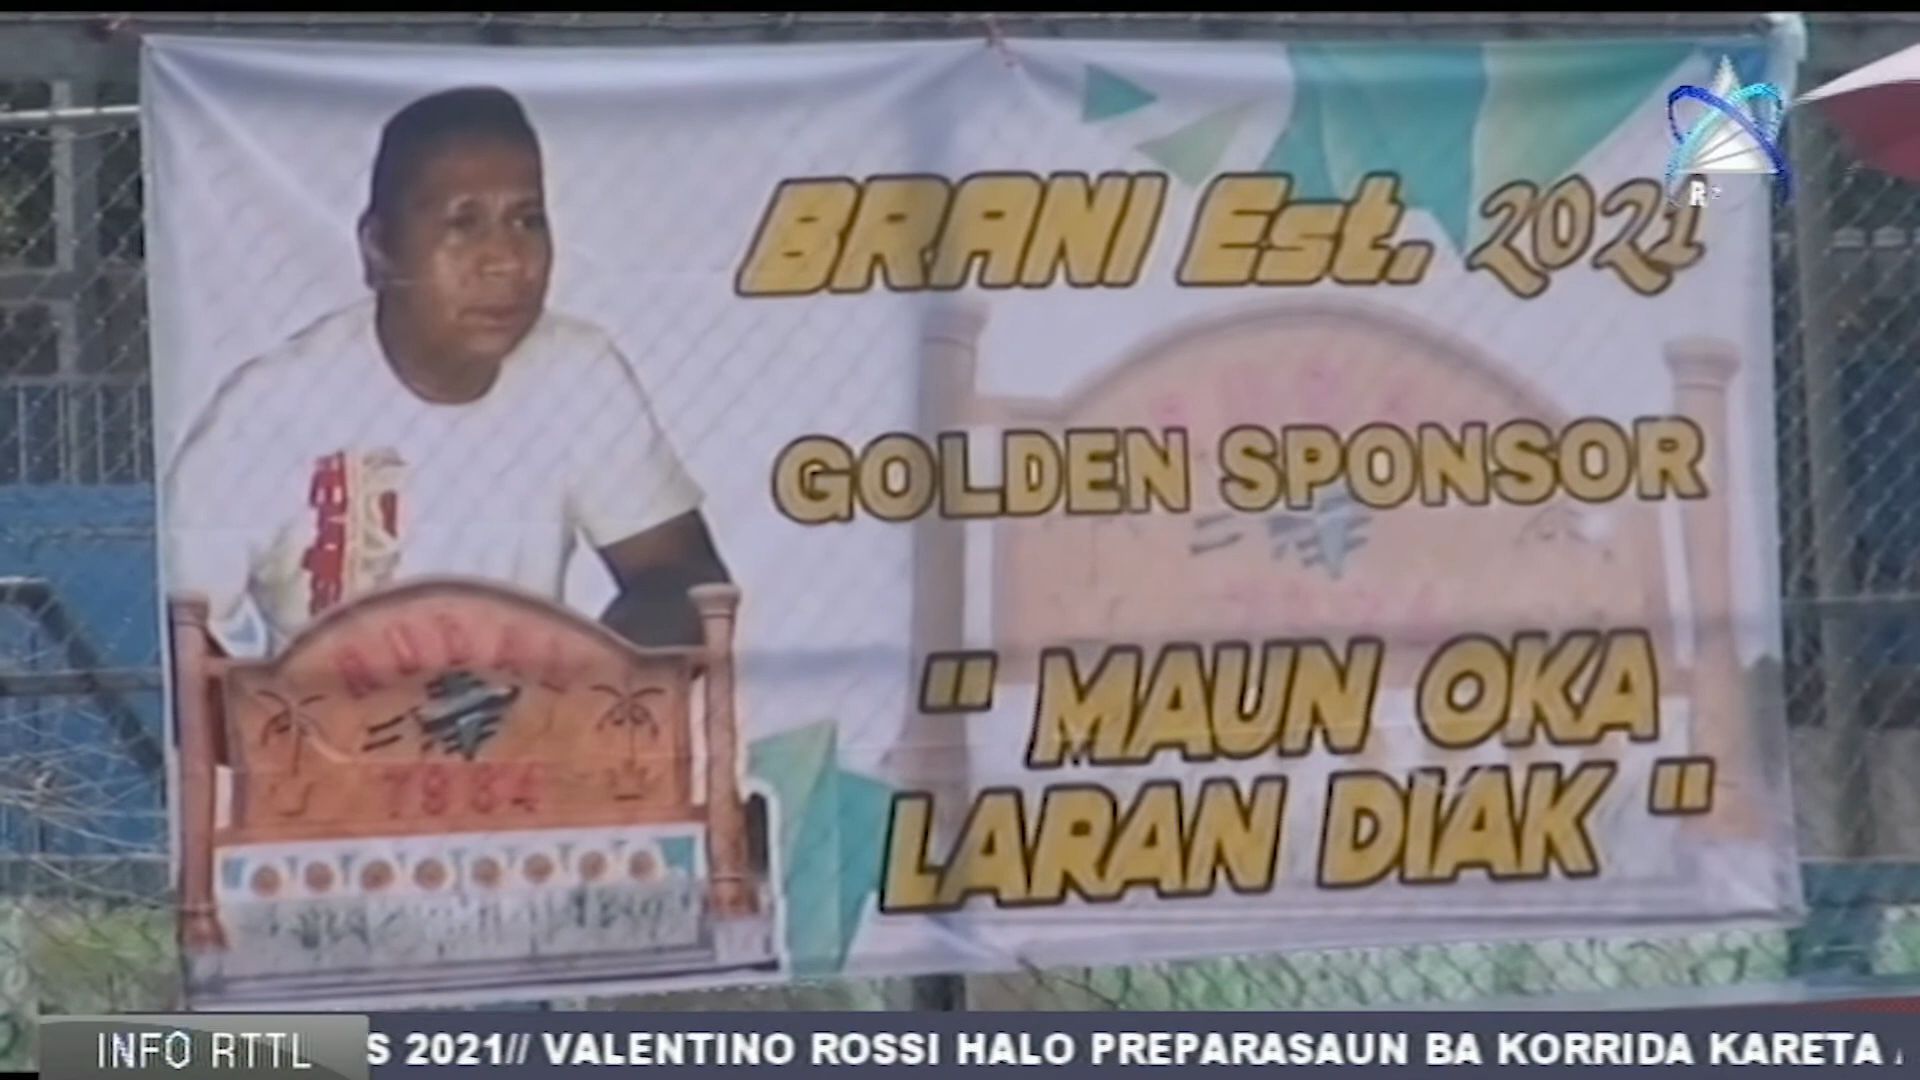 BRANI Est. 2021
GOLDEN SPONSOR
" MAUN OKA
LARAN DIAK "
INFO RTTL
S 2021// VALENTINO ROSSI HALO PREPARASAUN BA KORRIDA KARETA